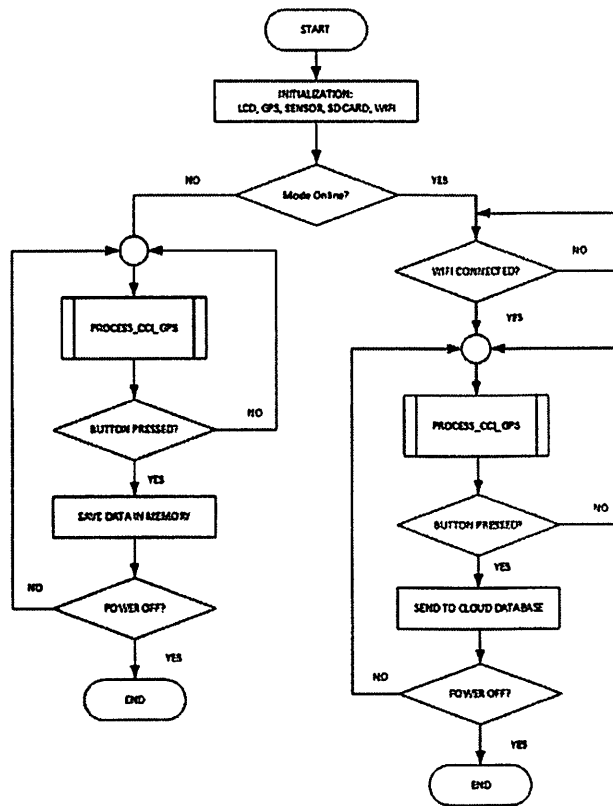 START
INITIALIZATION:
LCD, GPS, SENSOR, SDCARD, WIFI
NO
Mode Online?
YES
PROCESS_CCI_GPS
BUTTON PRESSED?
NO
YES
SAVE DATA IN MEMORY
NO
POWER OFF?
YES
END
WIFI CONNECTED?
NO
YES
PROCESS_CCI_GPS
BUTTON PRESSED?
NO
YES
SEND TO CLOUD DATABASE
NO
POWER OFF?
YES
END